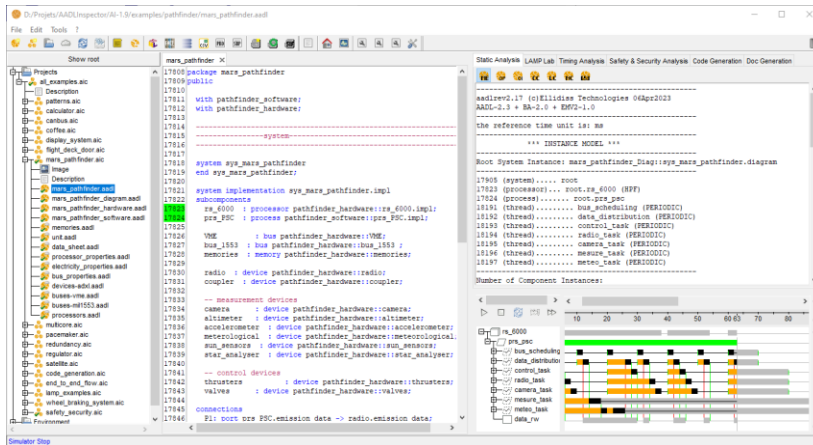 D:/Projets/AADLInspector/AI-1.9/examples/pathfinder/mars_pathfinder.aadl
File Edit Tools ?
Show root
Projects
all_examples.aic
Description
patterns.aic
calculator.aic
canbus.aic
coffee.aic
display_system.aic
flight_deck_door.aic
mars_pathfinder.aic
Image
Description
mars_pathfinder.aadl
mars_pathfinder_diagram.aadl
mars_pathfinder_hardware.aadl
mars_pathfinder_software.aadl
memories.aadl
unit.aadl
data_sheet.aadl
processor_properties.aadl
electricity_properties.aadl
bus_properties.aadl
devices-adxl.aadl
buses-vme.aadl
buses-mil1553.aadl
processors.aadl
multicore.aic
pacemaker.aic
redundancy.aic
regulator.aic
satellite.aic
code_generation.aic
end_to_end_flow.aic
lamp_examples.aic
wheel_braking_system.aic
safety_security.aic
Environment
Simulator Stop
mars_pathfinder
17808 package mars_pathfinder
17809 public
17810
17811 with pathfinder_software;
17812 with pathfinder_hardware;
17813
17814 ----------------------------------------
17815 ----------------system----------------
17816 ----------------------------------------
17817
17818
17819 system sys_mars_pathfinder
17820 end sys_mars_pathfinder;
17820
17821 system implementation sys_mars_pathfinder.impl
17822 subcomponents
17823 rs_6000 : processor pathfinder_hardware::rs_6000.impl;
17824 prs_PSC : process pathfinder_software::prs_PSC.impl;
17825
17826 VME : bus pathfinder_hardware::VME;
17827 bus_1553 : bus pathfinder_hardware::bus_1553 ;
17828 memories : memory pathfinder_hardware::memories;
17829
17830 radio : device pathfinder_hardware::radio;
17831 coupler : device pathfinder_hardware::coupler;
17832
17833 -- measurement devices
17834 camera : device pathfinder_hardware::camera;
17835 altimeter : device pathfinder_hardware::altimeter;
17836 accelerometer : device pathfinder_hardware::accelerometer;
17837 meteorological : device pathfinder_hardware::meteorological;
17838 sun_sensors : device pathfinder_hardware::sun_sensors;
17839 star_analyser : device pathfinder_hardware::star_analyser;
17840
17841 -- control devices
17842 thrusters : device pathfinder_hardware::thrusters;
17843 valves : device pathfinder_hardware::valves;
17844
17845 connections
17846 P1: port prs_PSC.emission_data -> radio.emission_data;
Static Analysis LAMP Lab Timing Analysis Safety & Security Analysis Code Generation Doc Generation
aadlrev2.17 (c)Ellidiss Technologies 06Apr2023
AADL-2.3 + BA-2.0 + EMV2-1.0
the reference time unit is: ms
*** INSTANCE MODEL ***
Root System Instance: mars_pathfinder_Diag::sys_mars_pathfinder.diagram
17905 (system)..... root
17823 (processor)... root.rs_6000 (HPF)
17824 (process)....... root.prs_psc
18191 (thread)......... bus_scheduling (PERIODIC)
18192 (thread)......... data_distribution (PERIODIC)
18193 (thread)......... control_task (PERIODIC)
18194 (thread)......... radio_task (PERIODIC)
18195 (thread)......... camera_task (PERIODIC)
18196 (thread)......... mesure_task (PERIODIC)
18197 (thread)......... meteo_task (PERIODIC)
Number of Component Instances:
10 20 30 40 50 60 63 70 80
rs_6000
prs_psc
bus_scheduling
data_distributio
control_task
radio_task
camera_task
mesure_task
meteo_task
data_rw